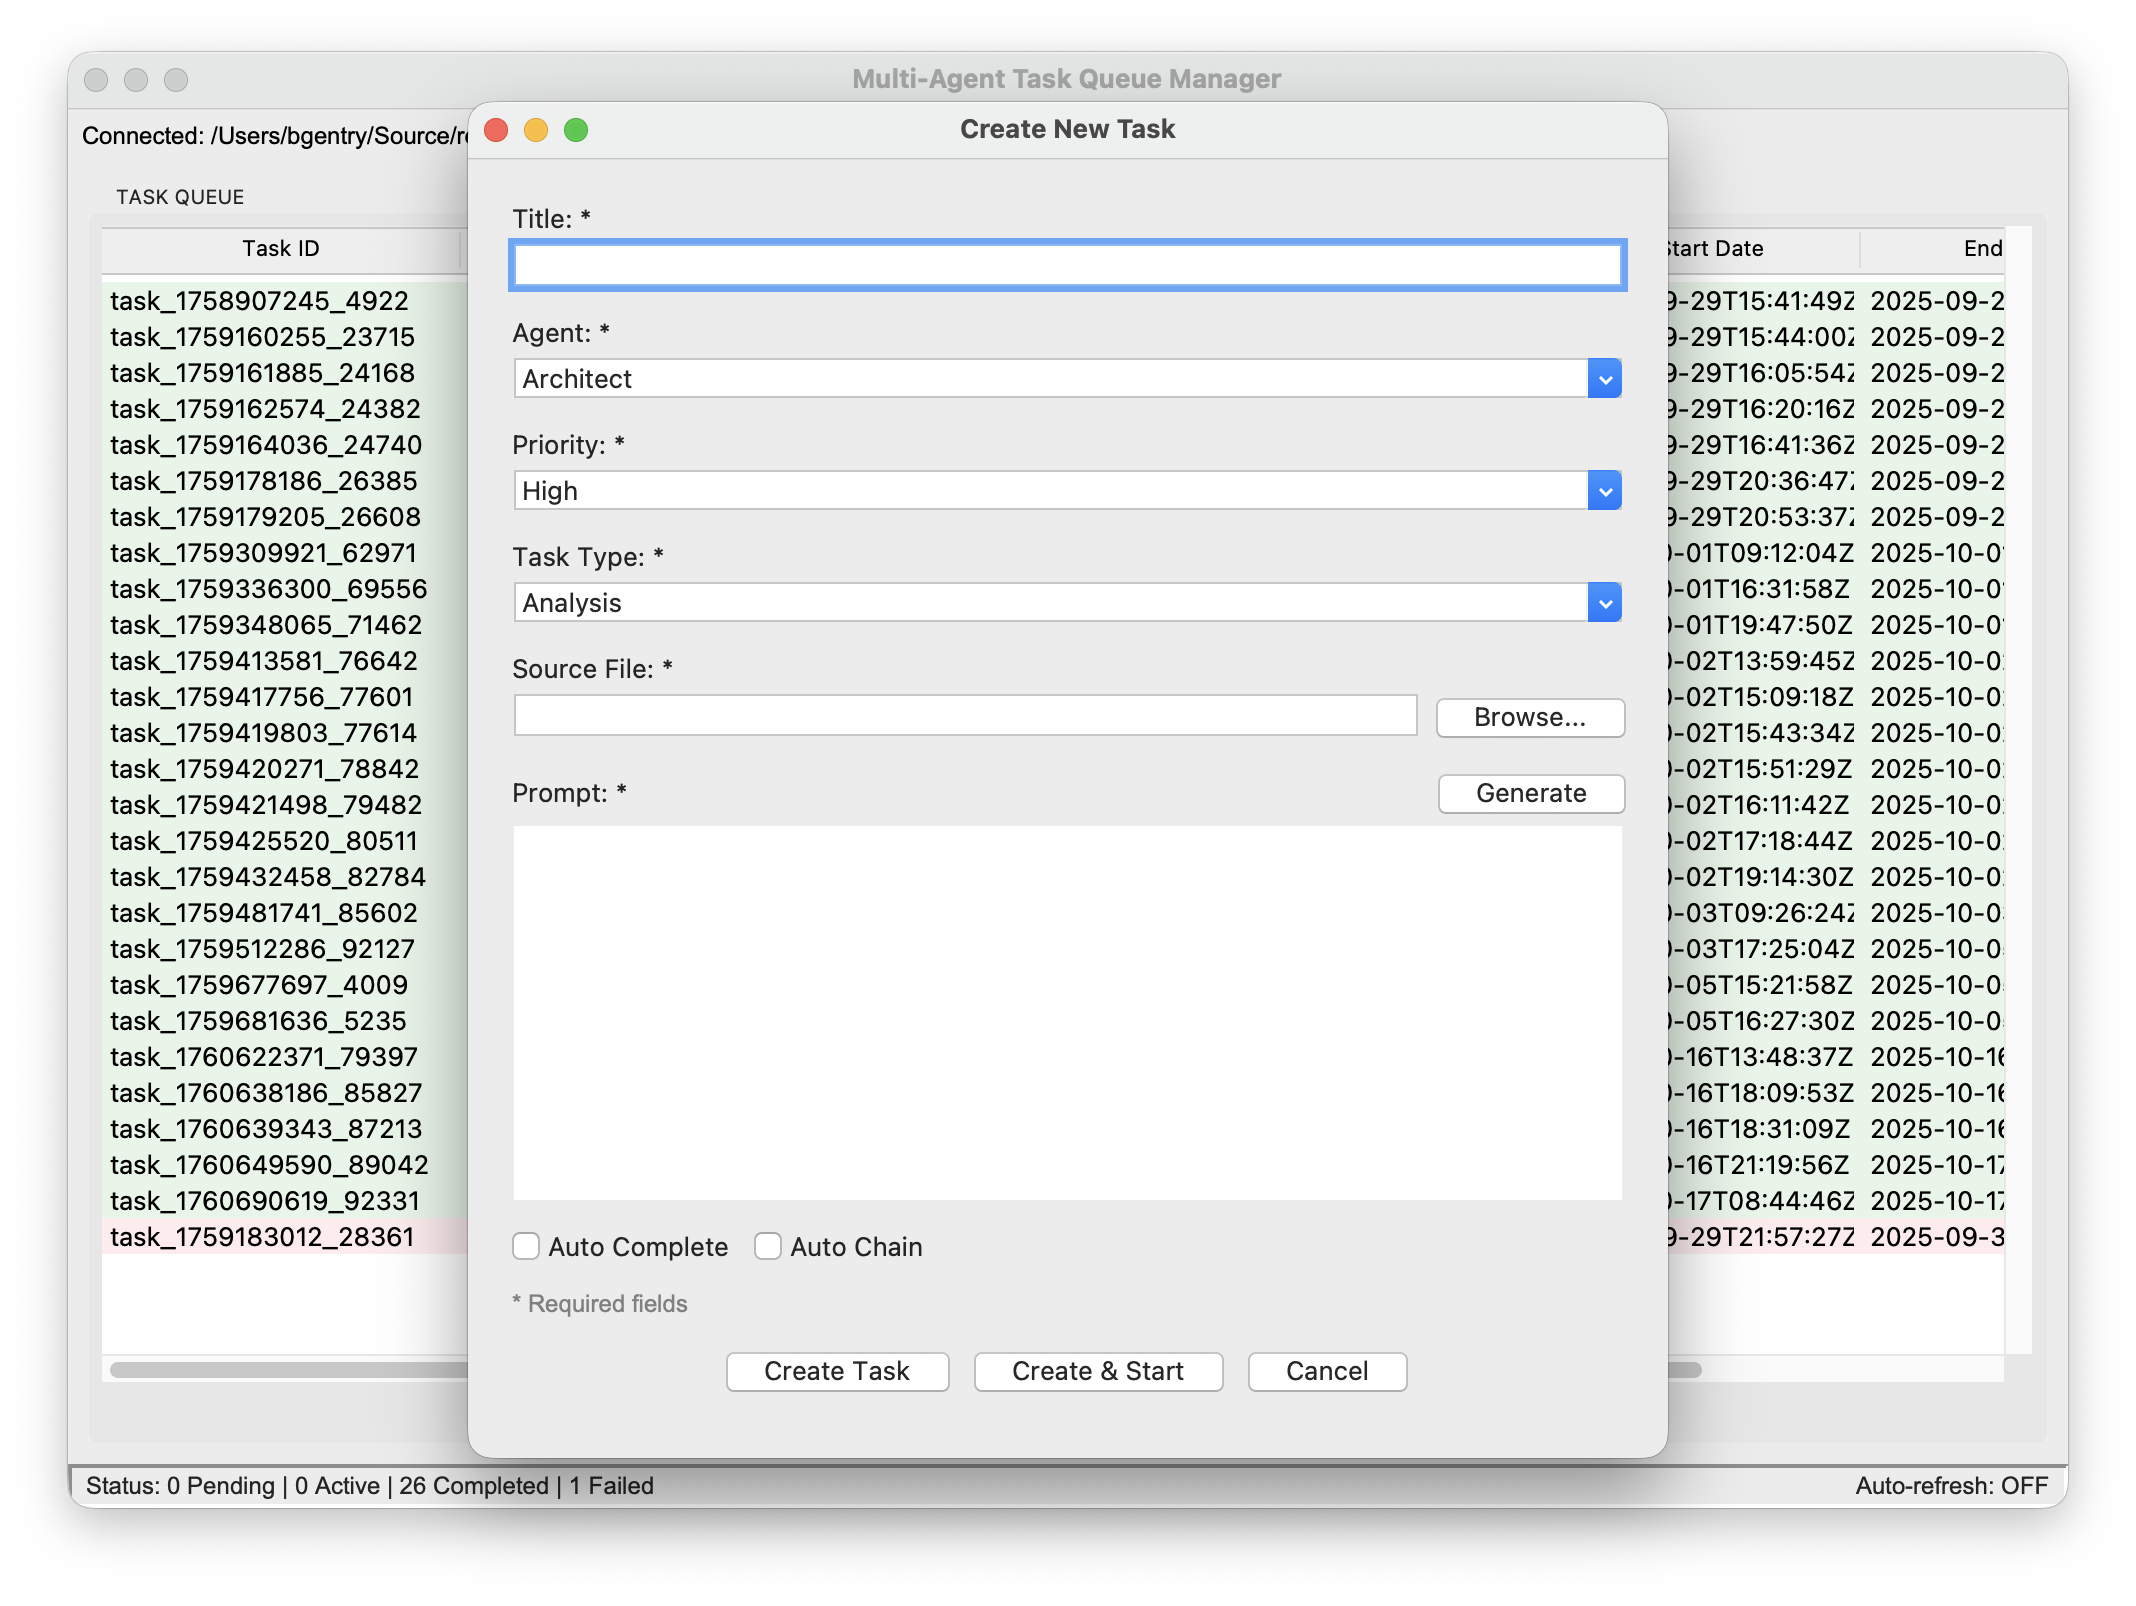 Multi-Agent Task Queue Manager
Connected: /Users/bgentry/Source/
Create New Task
TASK QUEUE
Task ID
Start Date
End
task_1758907245_4922
9-29T15:41:49Z 2025-09-2
task_1759160255_23715
9-29T15:44:00Z 2025-09-2
task_1759161885_24168
9-29T16:05:54Z 2025-09-2
task_1759162574_24382
9-29T16:20:16Z 2025-09-2
task_1759164036_24740
9-29T16:41:36Z 2025-09-2
task_1759178186_26385
9-29T20:36:47Z 2025-09-2
task_1759179205_26608
9-29T20:53:37Z 2025-09-2
task_1759309921_62971
-01T09:12:04Z 2025-10-0
task_1759336300_69556
-01T16:31:58Z 2025-10-0
task_1759348065_71462
-01T19:47:50Z 2025-10-0
task_1759413581_76642
-02T13:59:45Z 2025-10-0
task_1759417756_77601
-02T15:09:18Z 2025-10-0
task_1759419803_77614
-02T15:43:34Z 2025-10-0
task_1759420271_78842
-02T15:51:29Z 2025-10-0
task_1759421498_79482
-02T16:11:42Z 2025-10-0
task_1759425520_80511
-02T17:18:44Z 2025-10-0
task_1759432458_82784
-02T19:14:30Z 2025-10-0
task_1759481741_85602
-03T09:26:24Z 2025-10-0
task_1759512286_92127
-03T17:25:04Z 2025-10-0
task_1759677697_4009
-05T15:21:58Z 2025-10-0
task_1759681636_5235
-05T16:27:30Z 2025-10-0
task_1760622371_79397
-16T13:48:37Z 2025-10-16
task_1760638186_85827
-16T18:09:53Z 2025-10-16
task_1760639343_87213
-16T18:31:09Z 2025-10-16
task_1760649590_89042
-16T21:19:56Z 2025-10-17
task_1760690619_92331
-17T08:44:46Z 2025-10-17
task_1759183012_28361
9-29T21:57:27Z 2025-09-3
Title: *
Agent: *
Architect
Priority: *
High
Task Type: *
Analysis
Source File: *
Browse...
Prompt: *
Generate
Auto Complete
Auto Chain
* Required fields
Create Task
Create & Start
Cancel
Status: 0 Pending | 0 Active | 26 Completed | 1 Failed
Auto-refresh: OFF